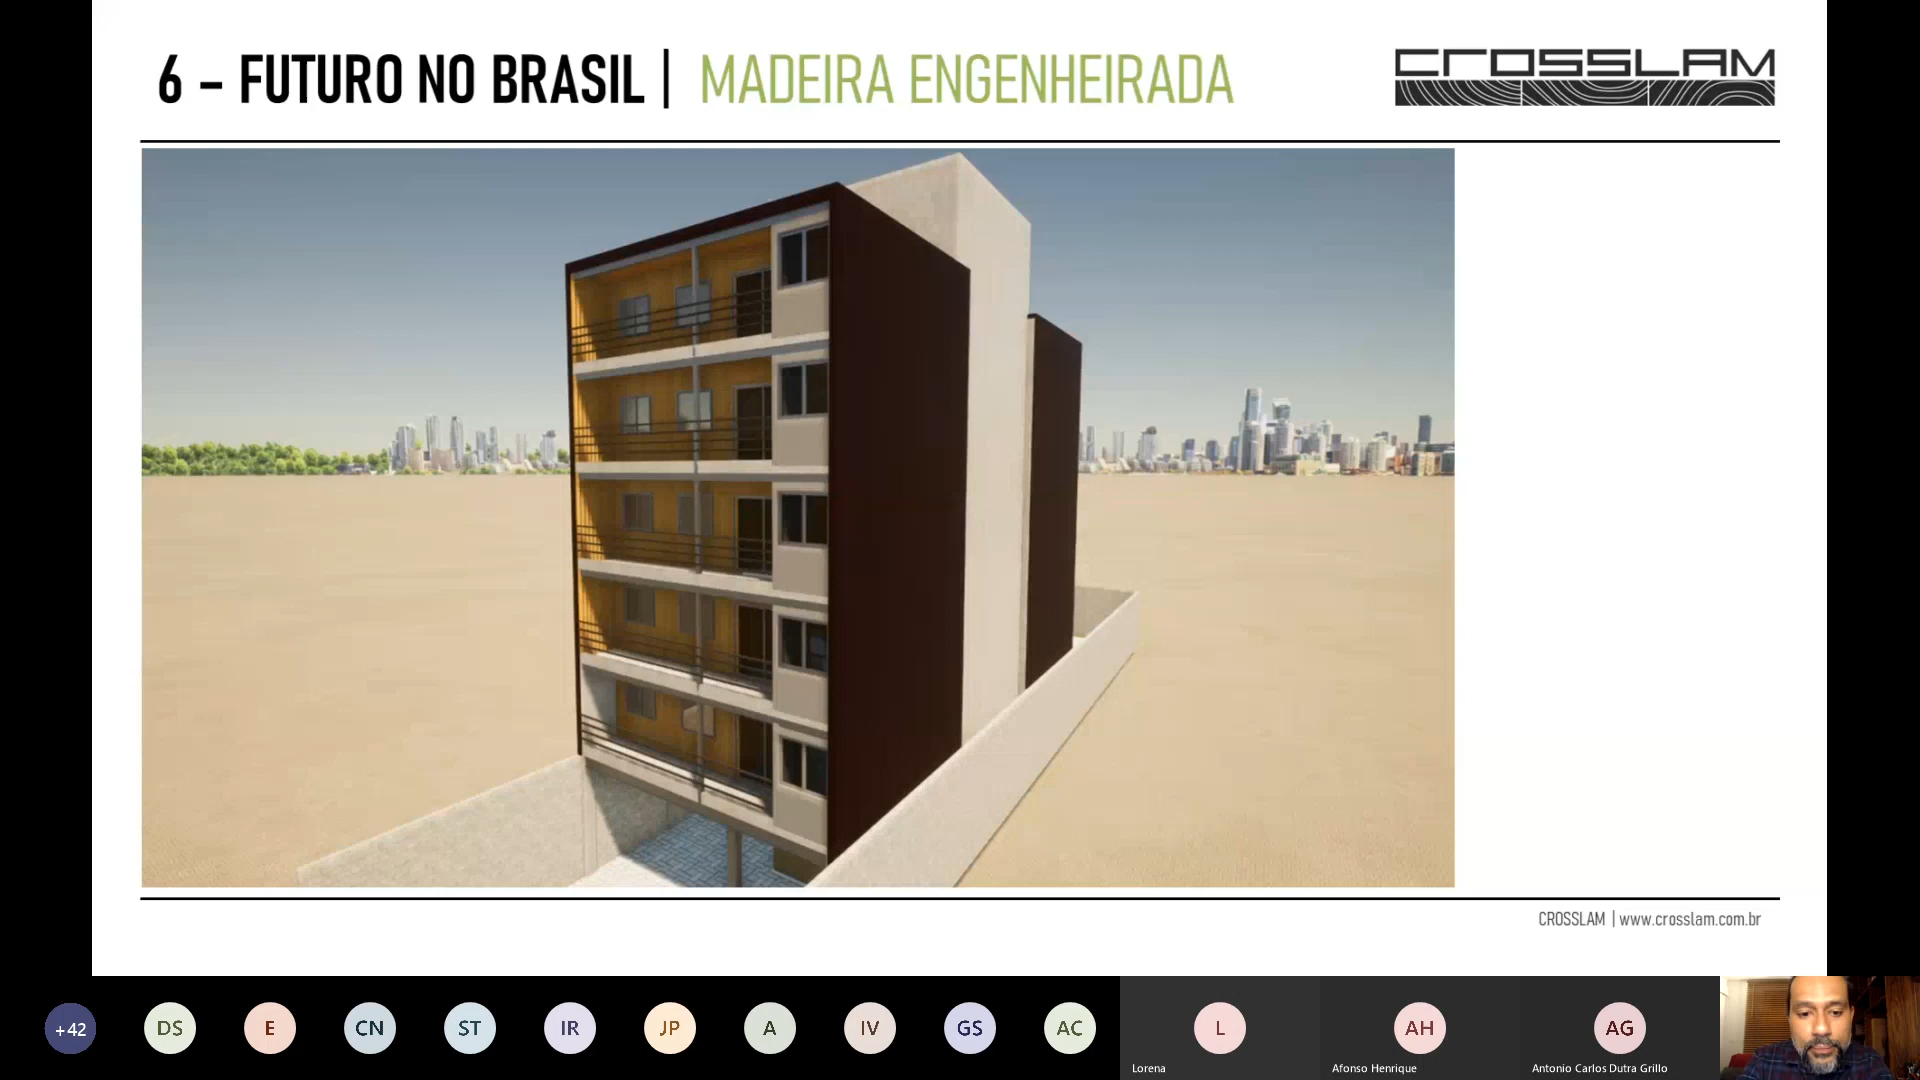 6 – FUTURO NO BRASIL | MADEIRA ENGENHEIRADA
CROSSLAM
CROSSLAM | www.crosslam.com.br
+42
DS
E
CN
ST
IR
JP
A
IV
GS
AC
L
AH
AG
Lorena
Afonso Henrique
Antonio Carlos Dutra Grillo